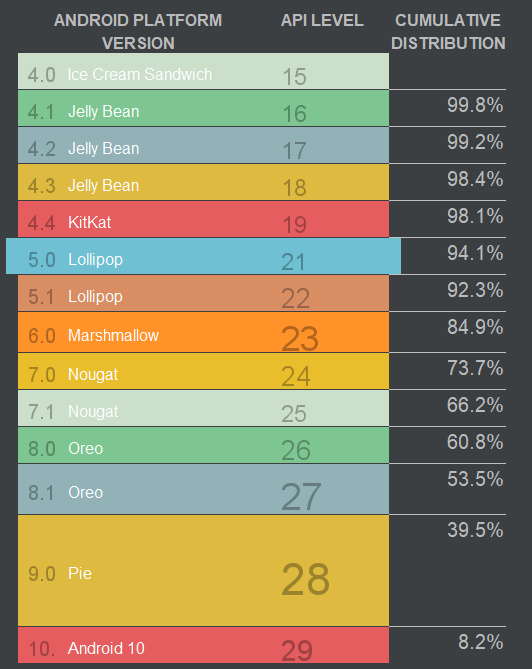 ANDROID PLATFORM VERSION API LEVEL CUMULATIVE DISTRIBUTION
4.0 Ice Cream Sandwich 15
4.1 Jelly Bean 16 99.8%
4.2 Jelly Bean 17 99.2%
4.3 Jelly Bean 18 98.4%
4.4 KitKat 19 98.1%
5.0 Lollipop 21 94.1%
5.1 Lollipop 22 92.3%
6.0 Marshmallow 23 84.9%
7.0 Nougat 24 73.7%
7.1 Nougat 25 66.2%
8.0 Oreo 26 60.8%
8.1 Oreo 27 53.5%
9.0 Pie 28 39.5%
10. Android 10 29 8.2%